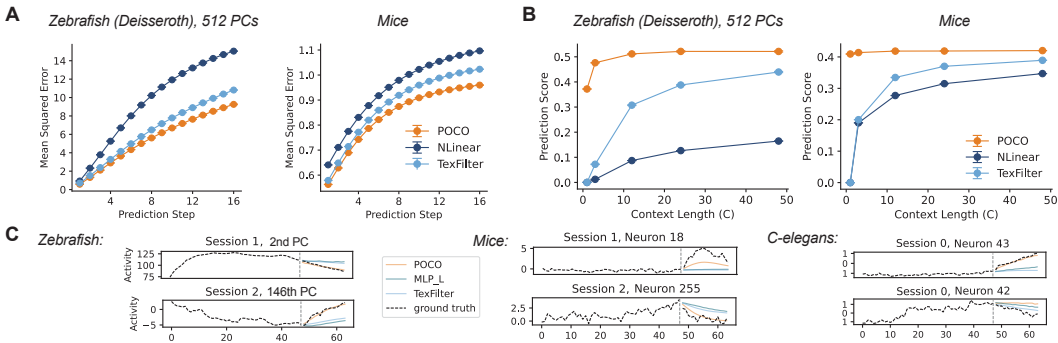 A
Zebrafish (Deisseroth), 512 PCs
Mice
Mean Squared Error
14
12
10
8
6
4
2
0
4
8
12
16
Prediction Step
Mean Squared Error
1.1
1.0
0.9
0.8
0.7
0.6
POCO
NLinear
TexFilter
4
8
12
16
Prediction Step
B
Zebrafish (Deisseroth), 512 PCs
Mice
Prediction Score
0.5
0.4
0.3
0.2
0.1
0.0
0
10
20
30
40
50
Context Length (C)
Prediction Score
0.4
0.3
0.2
0.1
0.0
POCO
NLinear
TexFilter
0
10
20
30
40
50
Context Length (C)
C
Zebrafish:
Session 1, 2nd PC
Activity
125
100
75
Session 2, 146th PC
Activity
0
−5
0
10
20
30
40
50
60
POCO
MLP_L
TexFilter
ground truth
Mice:
Session 1, Neuron 18
5
0
Session 2, Neuron 255
2.5
0.0
0
10
20
30
40
50
60
C-elegans:
Session 0, Neuron 43
1
0
1
Session 0, Neuron 42
1
0
1
0
10
20
30
40
50
60